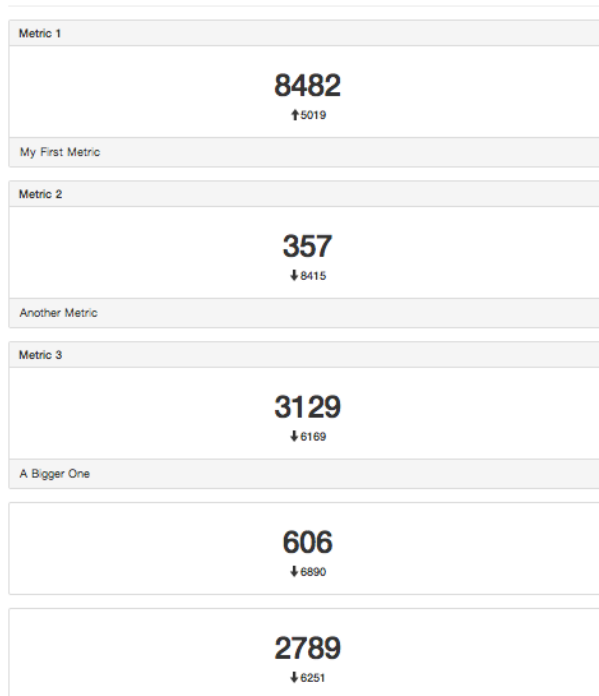 Metric 1
8482
↑5019
My First Metric
Metric 2
357
↓8415
Another Metric
Metric 3
3129
↓6169
A Bigger One
606
↓6890
2789
↓6251